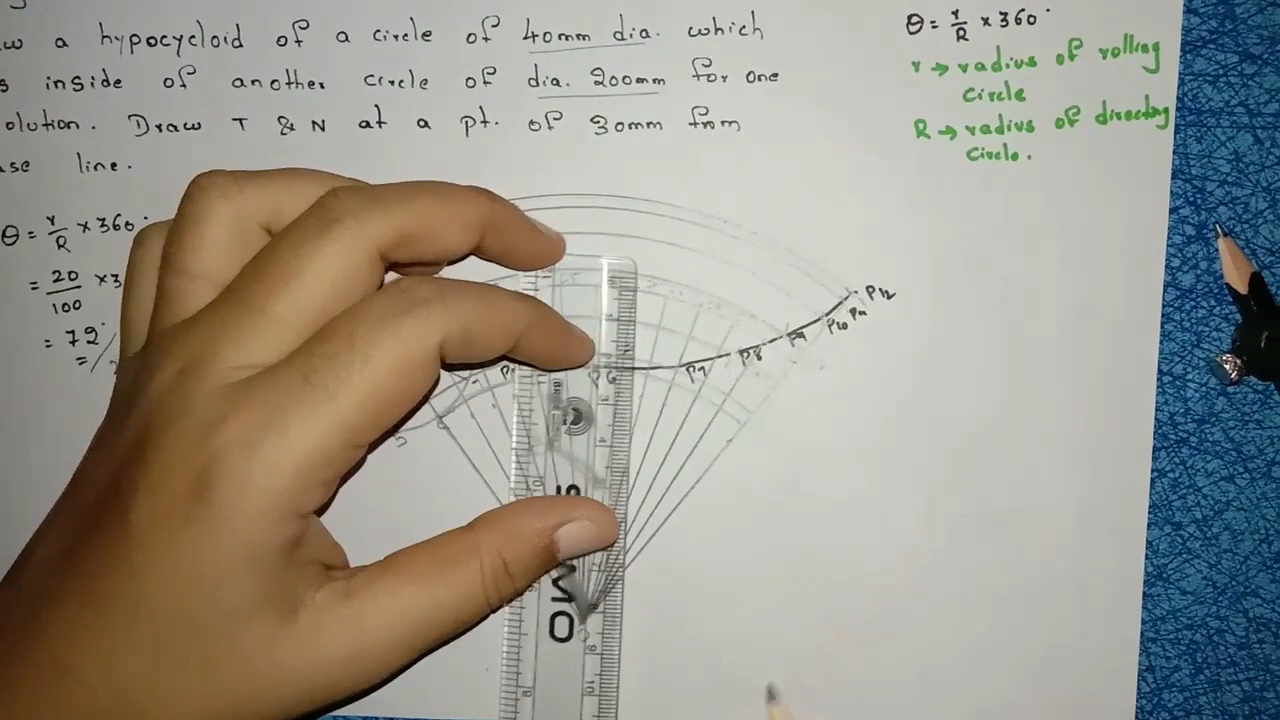 w a hypocycloid of a circle of 40mm dia. which
s inside of another circle of dia. 200mm for one
olution. Draw T & N at a pt. of 30mm from
se line.
θ = r/R × 360°
r → radius of rolling
circle
R → radius of directing
Circle.
θ = r/R × 360°
= 20/100 × 3
= 72°
P6
P7
P8
P9
P10 P11
P12